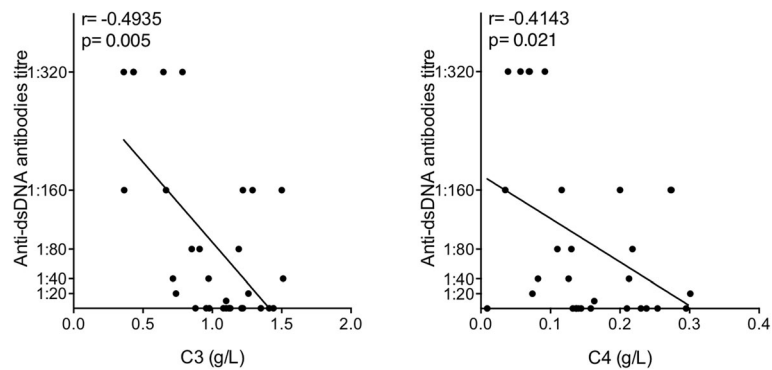 r= -0.4935
p= 0.005
Anti-dsDNA antibodies titre
1:320
1:160
1:80
1:40
1:20
0.0 0.5 1.0 1.5 2.0
C3 (g/L)
r= -0.4143
p= 0.021
Anti-dsDNA antibodies titre
1:320
1:160
1:80
1:40
1:20
0.0 0.1 0.2 0.3 0.4
C4 (g/L)